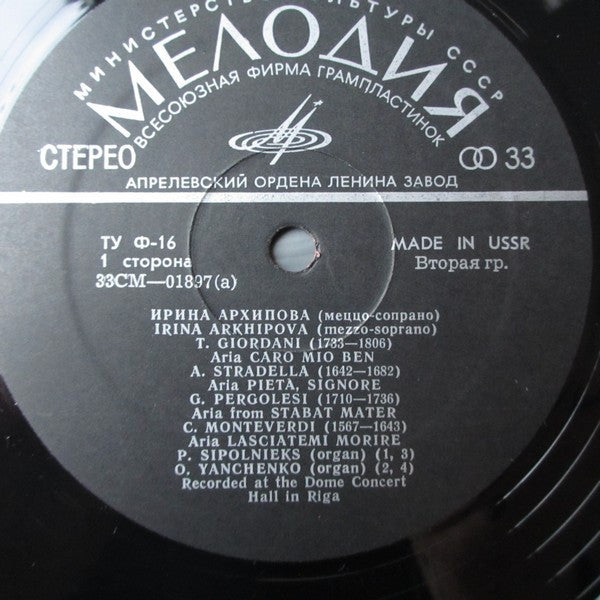 МИНИСТЕРСТВО КУЛЬТУРЫ СССР
МЕЛОДИЯ
ВСЕСОЮЗНАЯ ФИРМА ГРАМПЛАСТИНОК
СТЕРЕО 33
АПРЕЛЕВСКИЙ ОРДЕНА ЛЕНИНА ЗАВОД
ТУ Ф-16 MADE IN USSR
1 сторона Вторая гр.
33СМ—01897(а)
ИРИНА АРХИПОВА (меццо-сопрано)
IRINA ARKHIPOVA (mezzo-soprano)
T. GIORDANI (1733—1806)
Aria CARO MIO BEN
A. STRADELLA (1642—1682)
Aria PIETA, SIGNORE
G. PERGOLESI (1710—1736)
Aria from STABAT MATER
C. MONTEVERDI (1567—1643)
Aria LASCIATEMI MORIRE
P. SIPOLNIEKS (organ) (1, 3)
O. YANCHENKO (organ) (2, 4)
Recorded at the Dome Concert
Hall in Riga